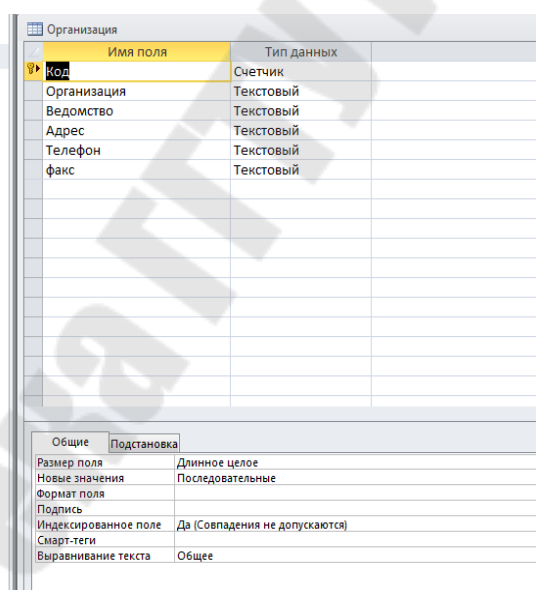 Организация
Имя поля Тип данных
Код Счетчик
Организация Текстовый
Ведомство Текстовый
Адрес Текстовый
Телефон Текстовый
факс Текстовый
Общие Подстановка
Размер поля Длинное целое
Новые значения Последовательные
Формат поля
Подпись
Индексированное поле Да (Совпадения не допускаются)
Смарт-теги
Выравнивание текста Общее